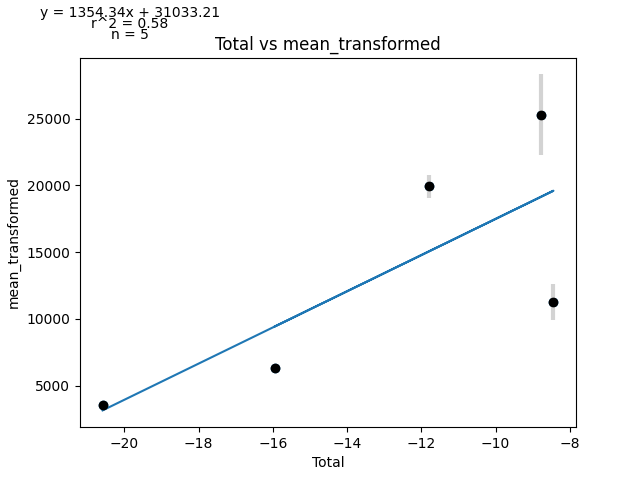 y = 1354.34x + 31033.21
r^2 = 0.58
n = 5
Total vs mean_transformed
25000
20000
15000
10000
5000
mean_transformed
−20
−18
−16
−14
−12
−10
−8
Total